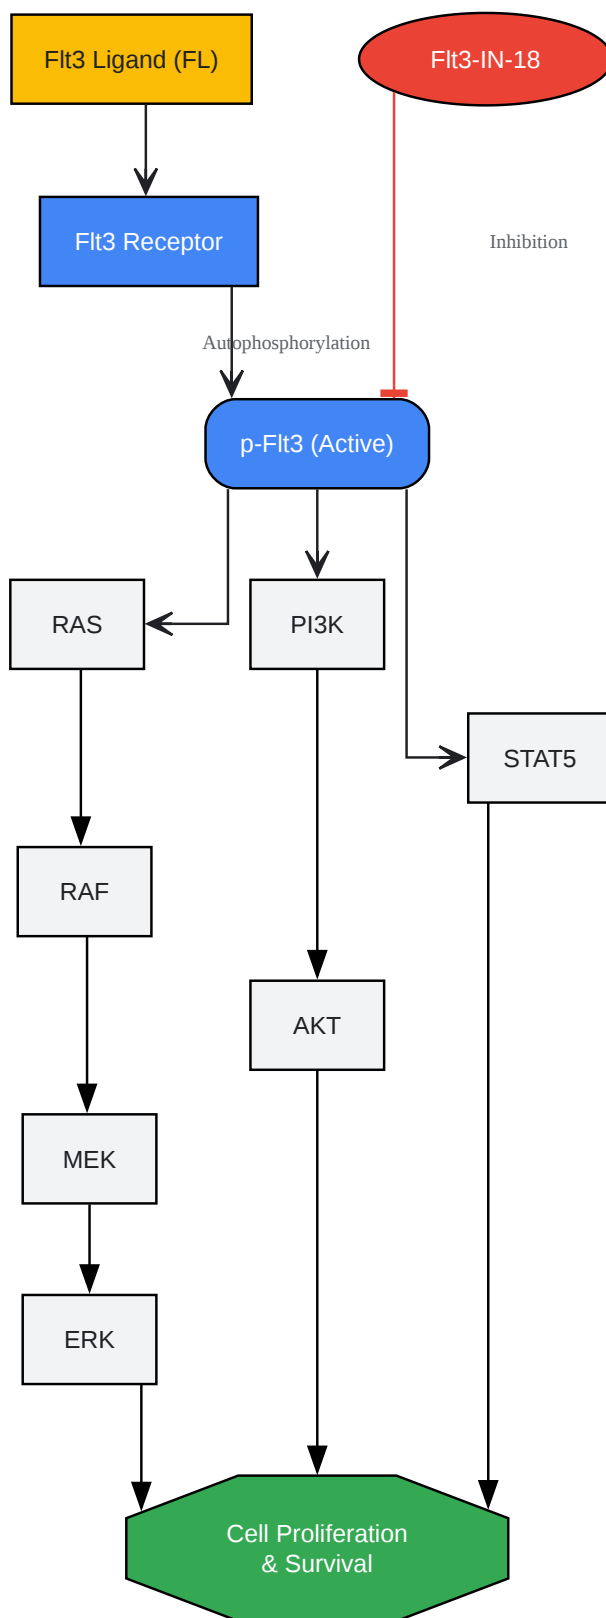 Flt3 Ligand (FL)
Flt3-IN-18
Flt3 Receptor
Inhibition
Autophosphorylation
p-Flt3 (Active)
RAS
PI3K
STAT5
RAF
AKT
MEK
ERK
Cell Proliferation
& Survival